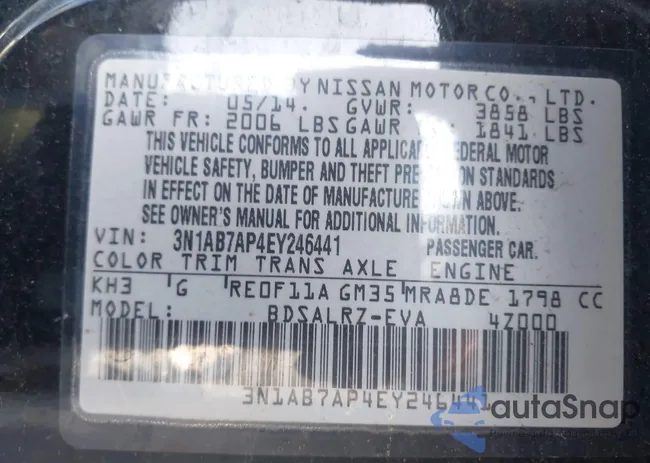 MANUFACTURED BY NISSAN MOTOR CO., LTD.
DATE: 05/14. GVWR: 3858 LBS
GAWR FR: 2006 LBS GAWR 1841 LBS
THIS VEHICLE CONFORMS TO ALL APPLICABLE FEDERAL MOTOR
VEHICLE SAFETY, BUMPER AND THEFT PREVENTION STANDARDS
IN EFFECT ON THE DATE OF MANUFACTURE SHOWN ABOVE.
SEE OWNER'S MANUAL FOR ADDITIONAL INFORMATION.
VIN: 3N1AB7AP4EY246441 PASSENGER CAR.
COLOR TRIM TRANS AXLE ENGINE
KH3 G RE0F11A GM35 MRA8DE 1798 CC
MODEL: BDSALRZ-EVA 4Z000
3N1AB7AP4EY24644
autaSnap